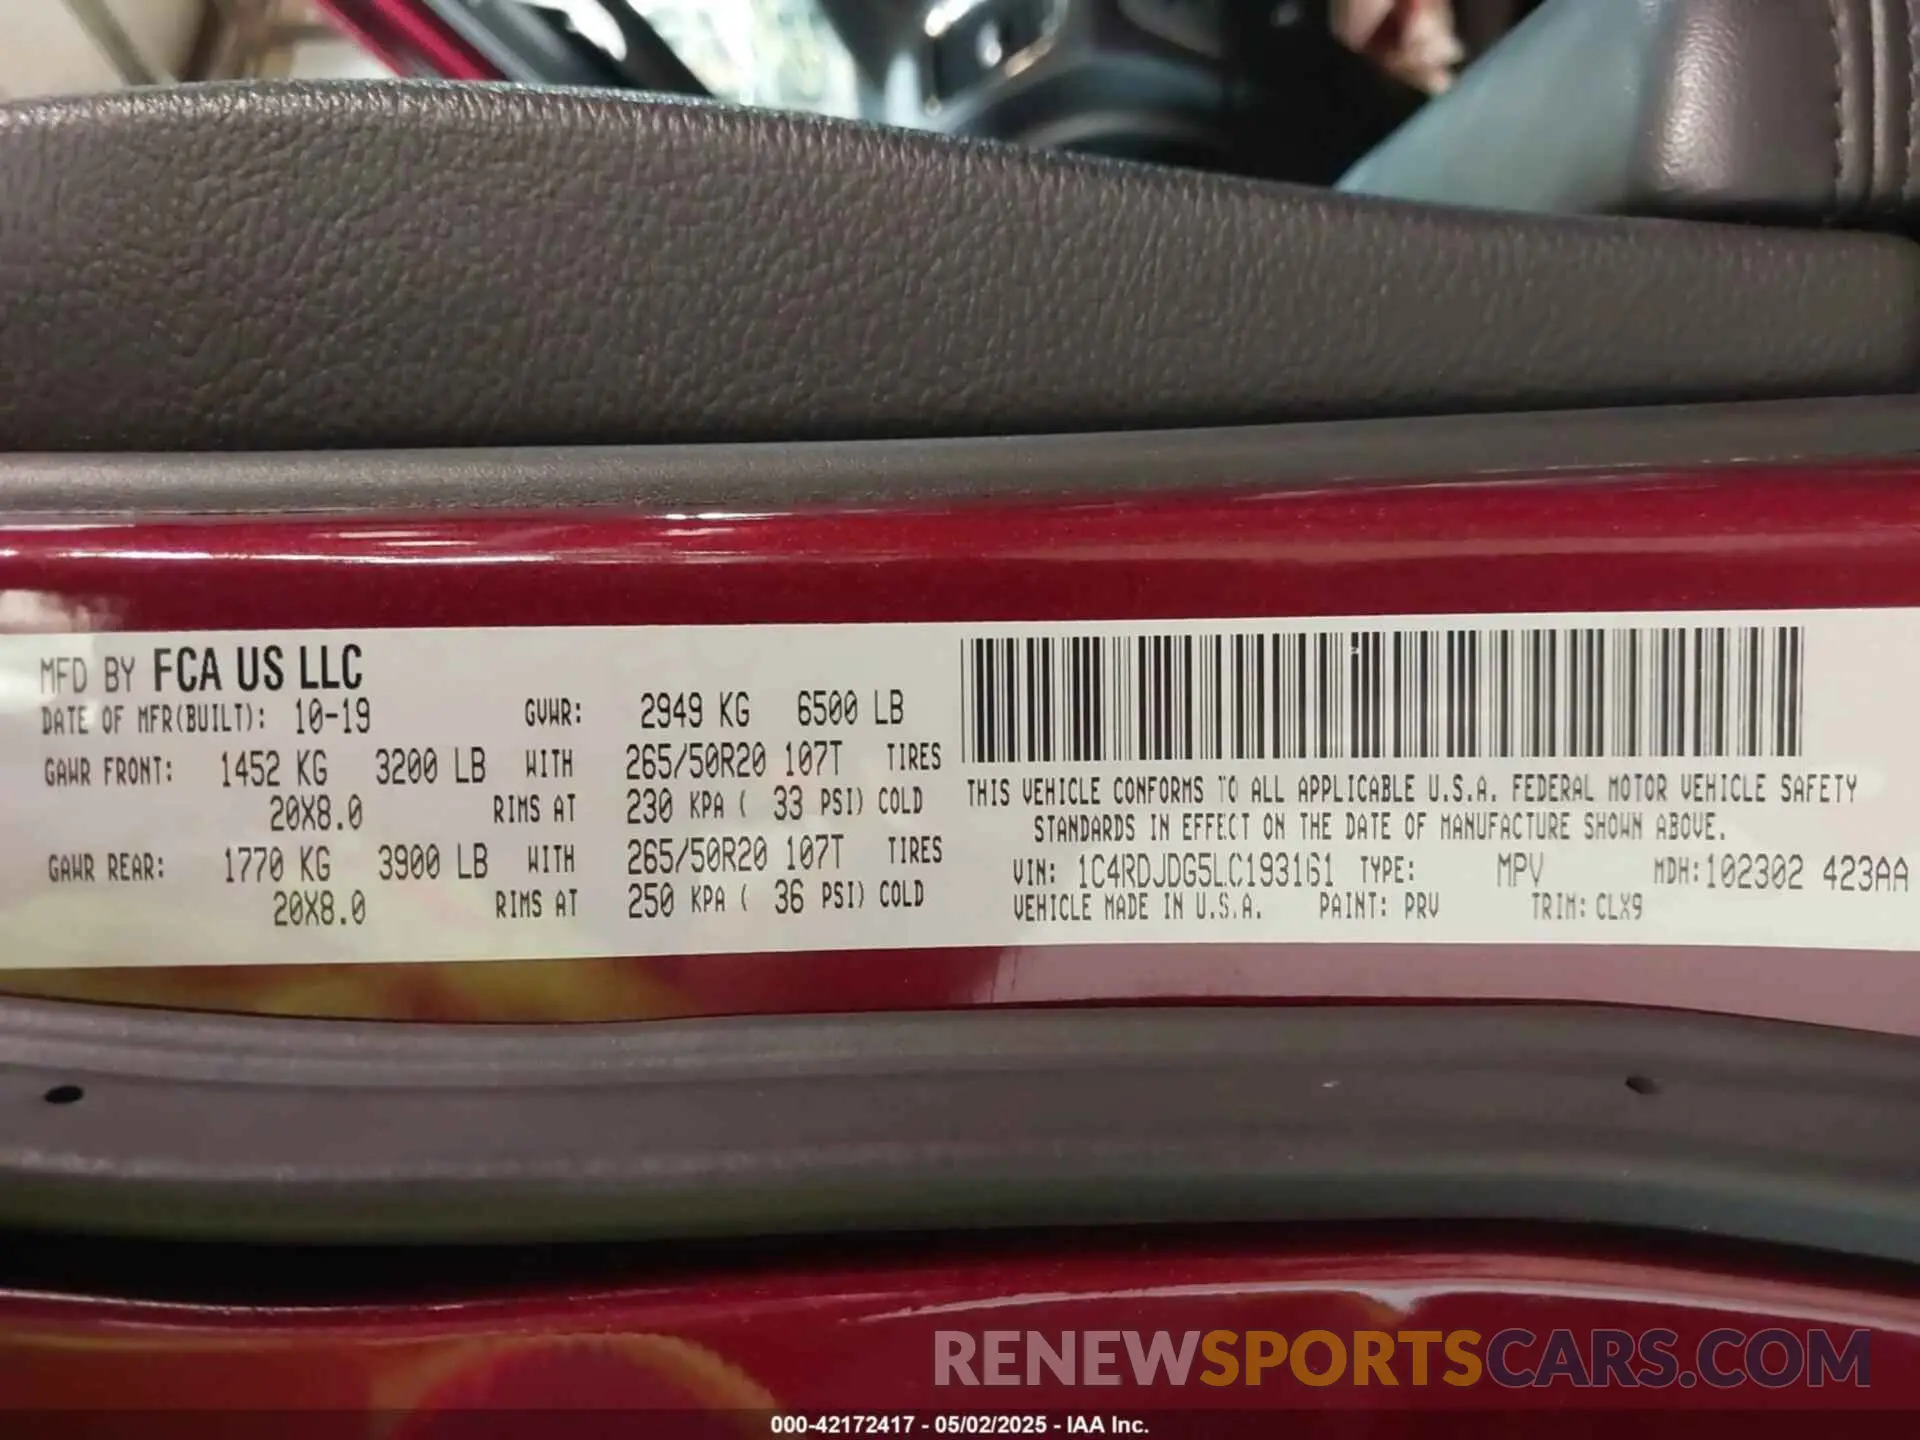 MFD BY FCA US LLC
DATE OF MFR(BUILT): 10-19 GVWR: 2949 KG 6500 LB
GAWR FRONT: 1452 KG 3200 LB WITH 265/50R20 107T TIRES
20X8.0 RIMS AT 230 KPA ( 33 PSI) COLD
GAWR REAR: 1770 KG 3900 LB WITH 265/50R20 107T TIRES
20X8.0 RIMS AT 250 KPA ( 36 PSI) COLD
THIS VEHICLE CONFORMS TO ALL APPLICABLE U.S.A. FEDERAL MOTOR VEHICLE SAFETY
STANDARDS IN EFFECT ON THE DATE OF MANUFACTURE SHOWN ABOVE.
VIN: 1C4RDJDG5LC193161 TYPE: MPV MDH:102302 423AA
VEHICLE MADE IN U.S.A. PAINT: PRV TRIM: CLX9
RENEWSPORTSCARS.COM
000-42172417 - 05/02/2025 - IAA Inc.